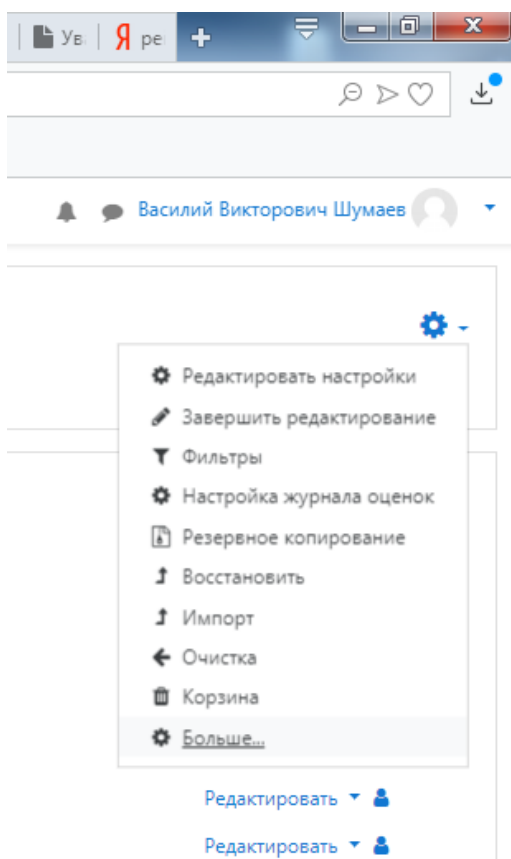 Ув
Я ре
Василий Викторович Шумаев
Редактировать настройки
Завершить редактирование
Фильтры
Настройка журнала оценок
Резервное копирование
Восстановить
Импорт
Очистка
Корзина
Больше...
Редактировать
Редактировать